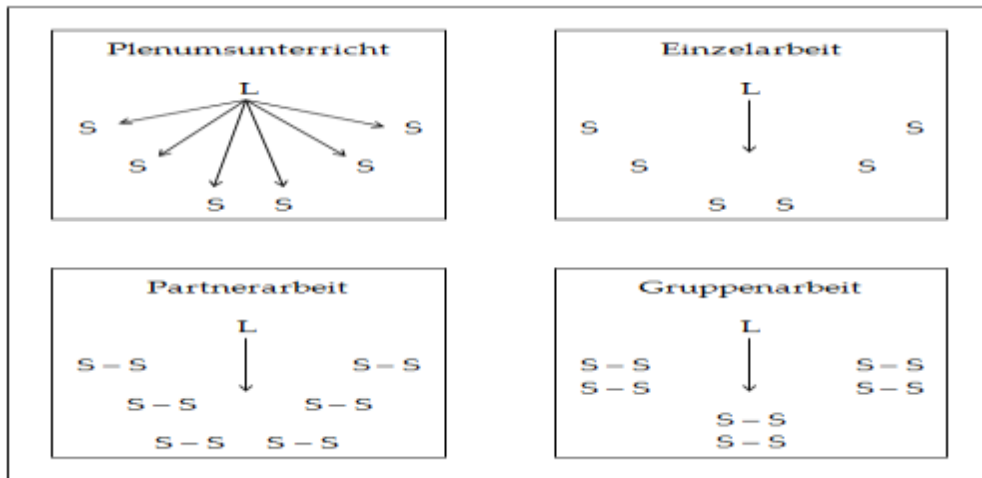 Plenumsunterricht
L
S S
S S
S S
Einzelarbeit
L
S S
S S
S S
Partnerarbeit
L
S – S S – S
S – S S – S
S – S S – S
Gruppenarbeit
L
S – S S – S
S – S S – S
S – S
S – S